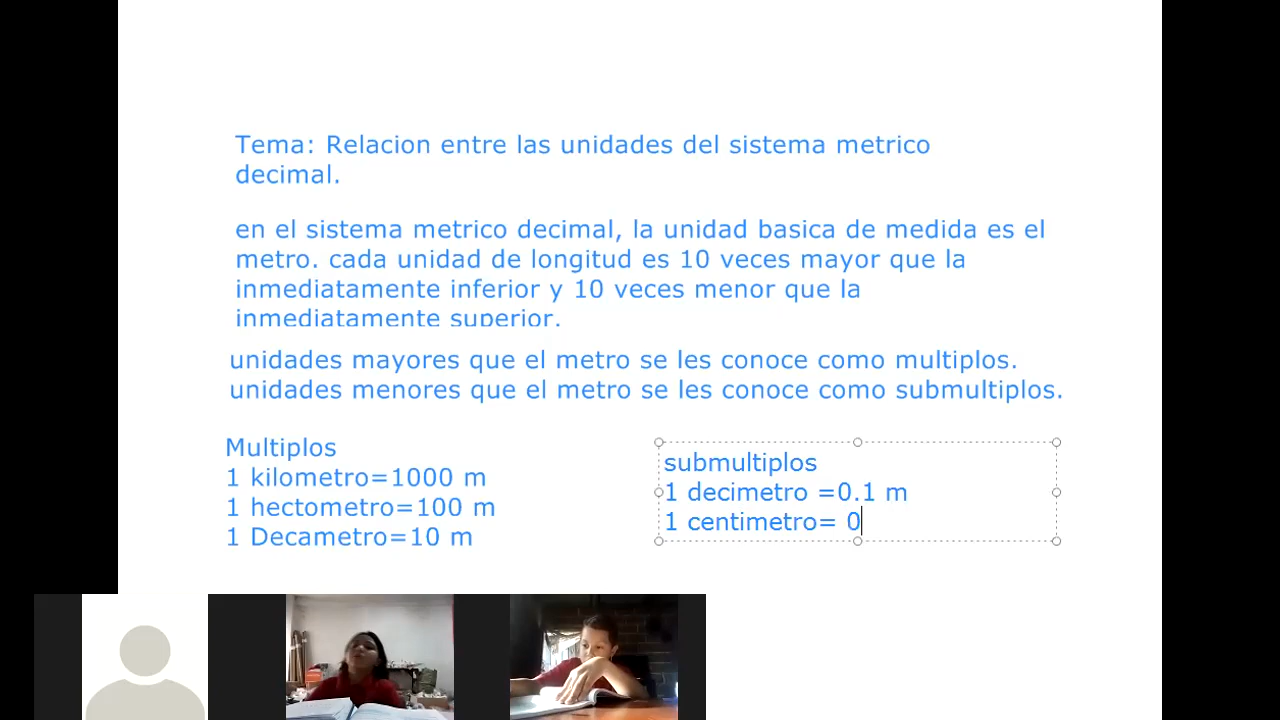 Tema: Relacion entre las unidades del sistema metrico
decimal.
en el sistema metrico decimal, la unidad basica de medida es el
metro. cada unidad de longitud es 10 veces mayor que la
inmediatamente inferior y 10 veces menor que la
inmediatamente superior.
unidades mayores que el metro se les conoce como multiplos.
unidades menores que el metro se les conoce como submultiplos.
Multiplos
1 kilometro=1000 m
1 hectometro=100 m
1 Decametro=10 m
submultiplos
1 decimetro =0.1 m
1 centimetro= 0